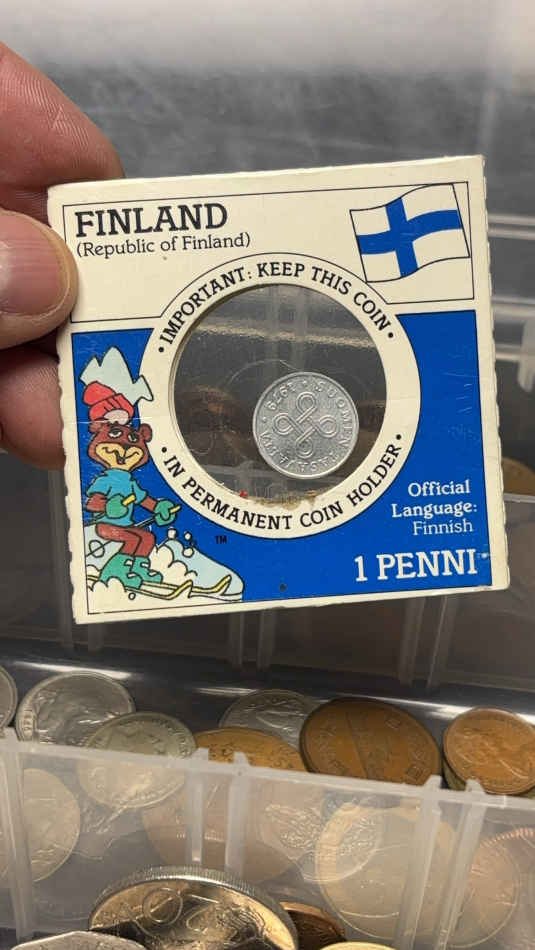 FINLAND
(Republic of Finland)
• IMPORTANT: KEEP THIS COIN •
• IN PERMANENT COIN HOLDER •
1979 • SUOMEN TASAVALTA
Official
Language:
Finnish
TM
1 PENNI